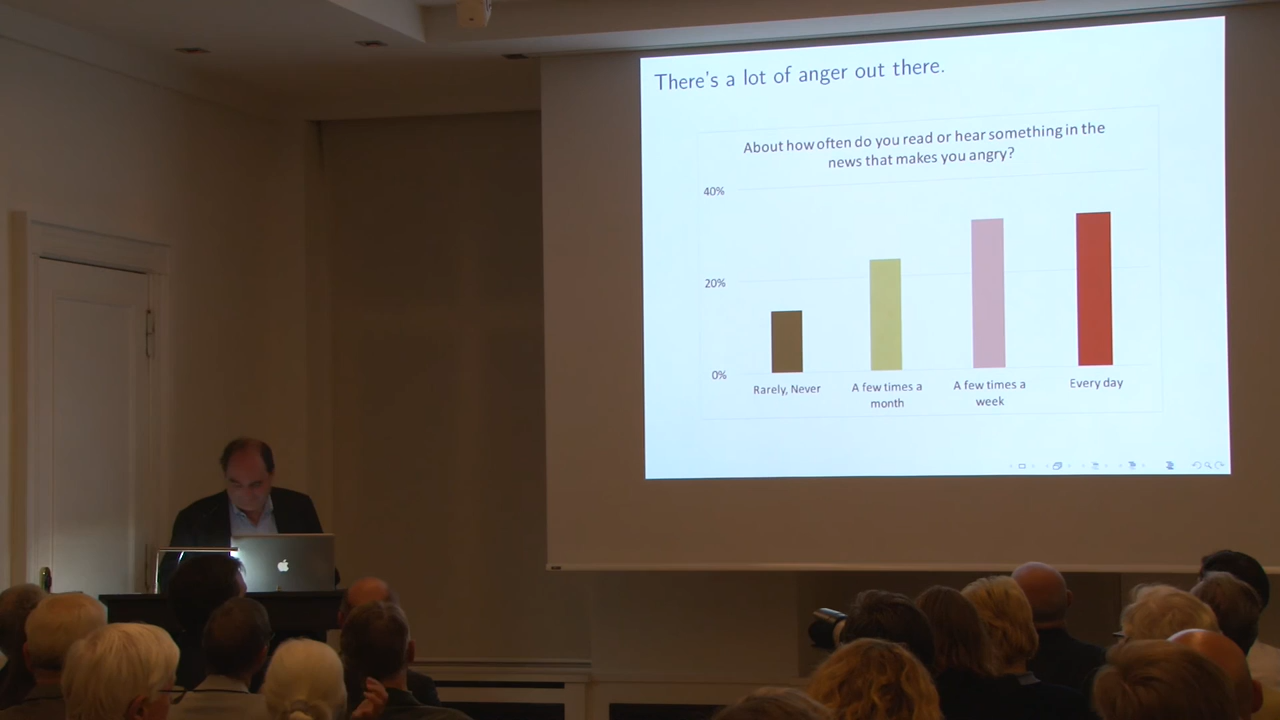 There's a lot of anger out there.
About how often do you read or hear something in the
news that makes you angry?
40%
20%
0%
Rarely, Never
A few times a
month
A few times a
week
Every day